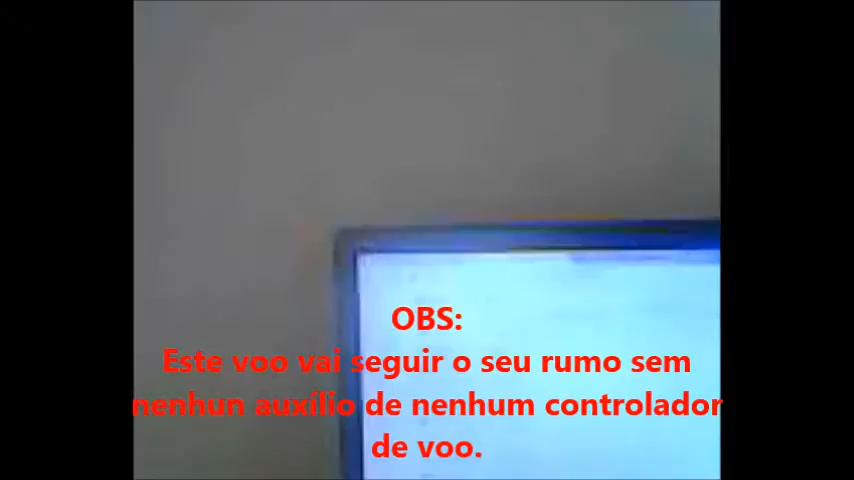 OBS:
Este voo vai seguir o seu rumo sem
nenhun auxílio de nenhum controlador
de voo.